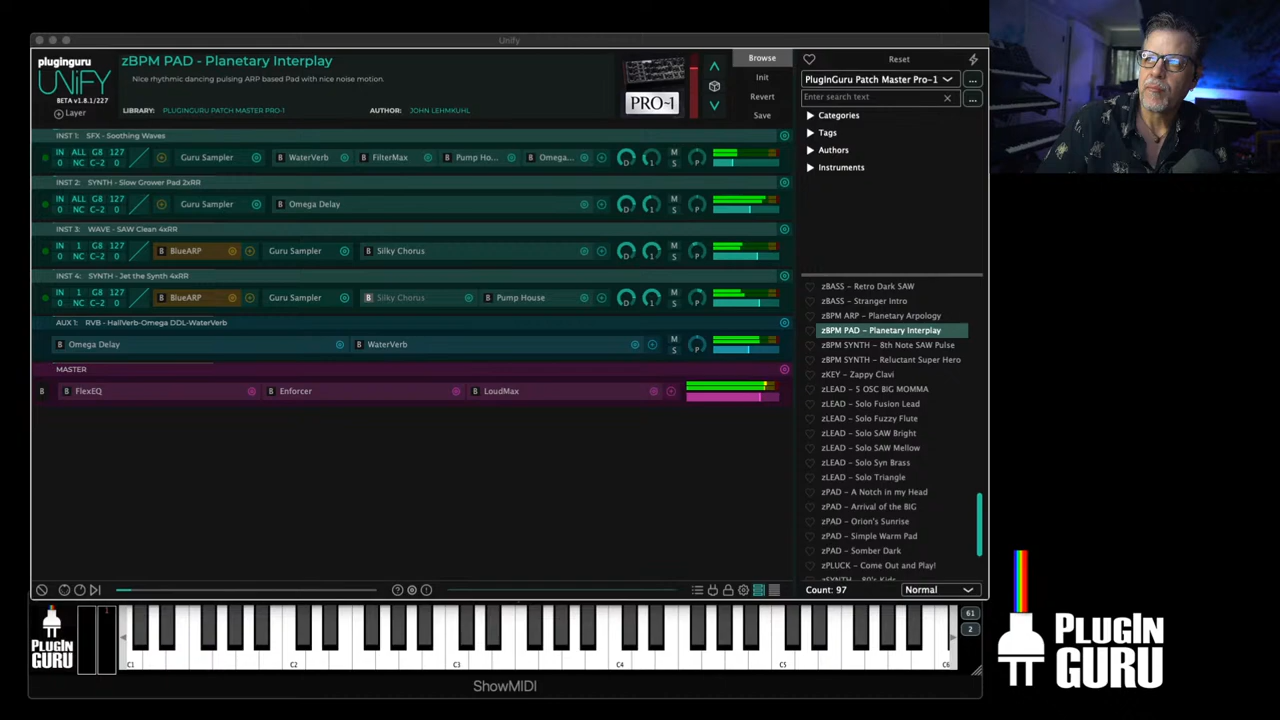 Unify
pluginguru
UNiFY
BETA v1.8.1/227
Layer
zBPM PAD - Planetary Interplay
Nice rhythmic dancing pulsing ARP based Pad with nice noise motion.
LIBRARY: PLUGINGURU PATCH MASTER PRO-1 AUTHOR: JOHN LEHMKUHL
PRO~1
Browse
Init
Revert
Save
INST 1: SFX - Soothing Waves
IN ALL G8 127
0 NC C-2 0
Guru Sampler B WaterVerb B FilterMax B Pump Ho... B Omega... D 1 M S P
INST 2: SYNTH - Slow Grower Pad 2xRR
IN ALL G8 127
0 NC C-2 0
Guru Sampler B Omega Delay D 1 M S P
INST 3: WAVE - SAW Clean 4xRR
IN 1 G8 127
0 NC C-2 0
B BlueARP Guru Sampler B Silky Chorus D 1 M S P
INST 4: SYNTH - Jet the Synth 4xRR
IN 1 G8 127
0 NC C-2 0
B BlueARP Guru Sampler B Silky Chorus B Pump House D 1 M S P
AUX 1: RVB - HallVerb-Omega DDL-WaterVerb
B Omega Delay B WaterVerb M S P
MASTER
B B FlexEQ B Enforcer B LoudMax
Reset
PlugInGuru Patch Master Pro-1 ...
Enter search text ...
Categories
Tags
Authors
Instruments
zBASS - Retro Dark SAW
zBASS - Stranger Intro
zBPM ARP - Planetary Arpology
zBPM PAD - Planetary Interplay
zBPM SYNTH - 8th Note SAW Pulse
zBPM SYNTH - Reluctant Super Hero
zKEY - Zappy Clavi
zLEAD - 5 OSC BIG MOMMA
zLEAD - Solo Fusion Lead
zLEAD - Solo Fuzzy Flute
zLEAD - Solo SAW Bright
zLEAD - Solo SAW Mellow
zLEAD - Solo Syn Brass
zLEAD - Solo Triangle
zPAD - A Notch in my Head
zPAD - Arrival of the BIG
zPAD - Orion's Sunrise
zPAD - Simple Warm Pad
zPAD - Somber Dark
zPLUCK - Come Out and Play!
zSYNTH - 80's Kids
Count: 97 Normal
1
61
2
C1 C2 C3 C4 C5 C6
PLUGIN
GURU
ShowMIDI
PLUGIN
GURU